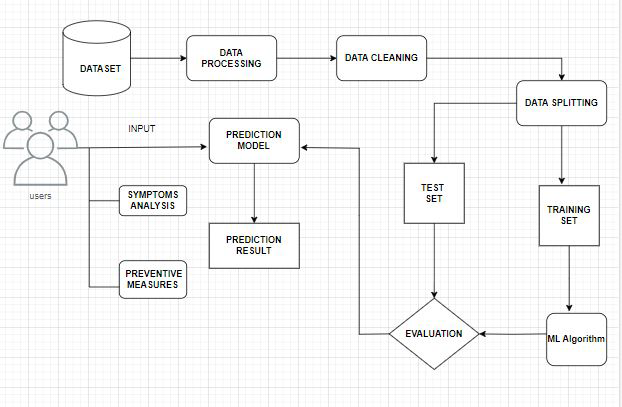 DATASET
DATA
PROCESSING
DATA CLEANING
DATA SPLITTING
INPUT
PREDICTION
MODEL
users
SYMPTOMS
ANALYSIS
TEST
SET
TRAINING
SET
PREDICTION
RESULT
PREVENTIVE
MEASURES
EVALUATION
ML Algorithm